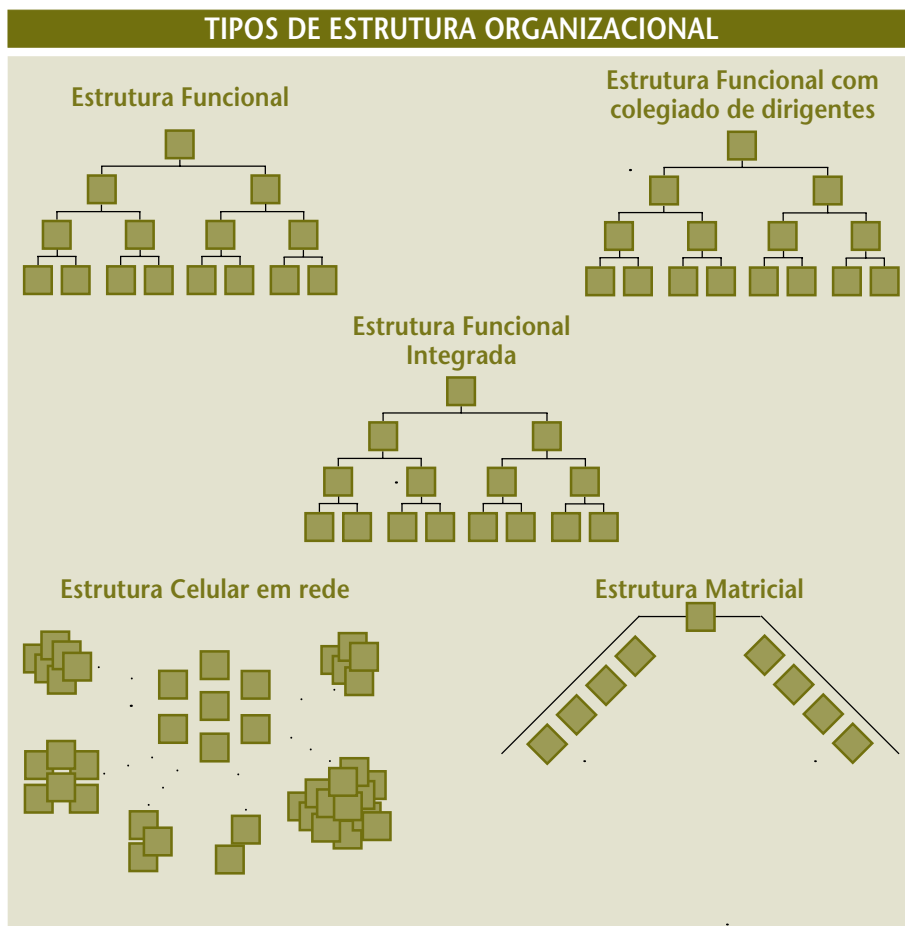 TIPOS DE ESTRUTURA ORGANIZACIONAL
Estrutura Funcional
Estrutura Funcional com
colegiado de dirigentes
Estrutura Funcional
Integrada
Estrutura Celular em rede
Estrutura Matricial